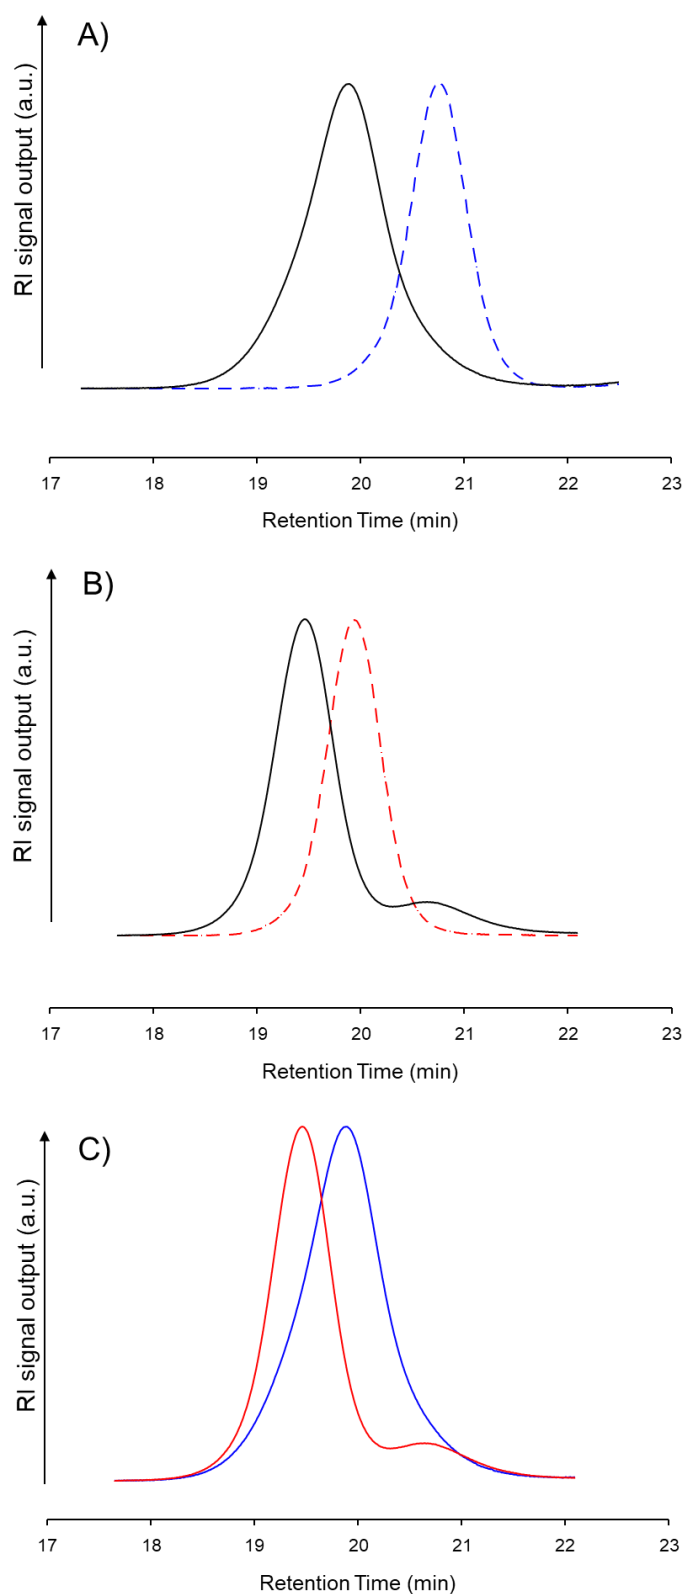 A)
RI signal output (a.u.)
17 18 19 20 21 22 23
Retention Time (min)
B)
RI signal output (a.u.)
17 18 19 20 21 22 23
Retention Time (min)
C)
RI signal output (a.u.)
17 18 19 20 21 22 23
Retention Time (min)